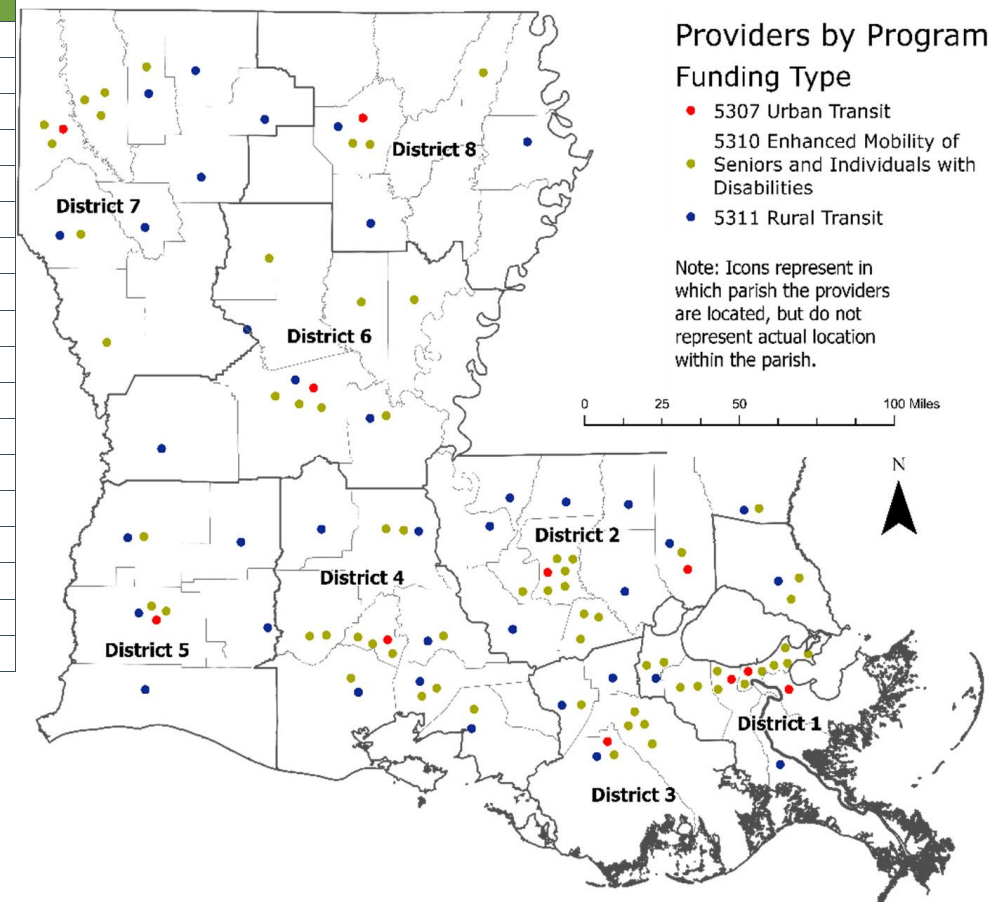 Providers by Program
Funding Type
5307 Urban Transit
5310 Enhanced Mobility of
Seniors and Individuals with
Disabilities
5311 Rural Transit
Note: Icons represent in
which parish the providers
are located, but do not
represent actual location
within the parish.
0 25 50 100 Miles
N
District 8
District 7
District 6
District 2
District 4
District 5
District 1
District 3